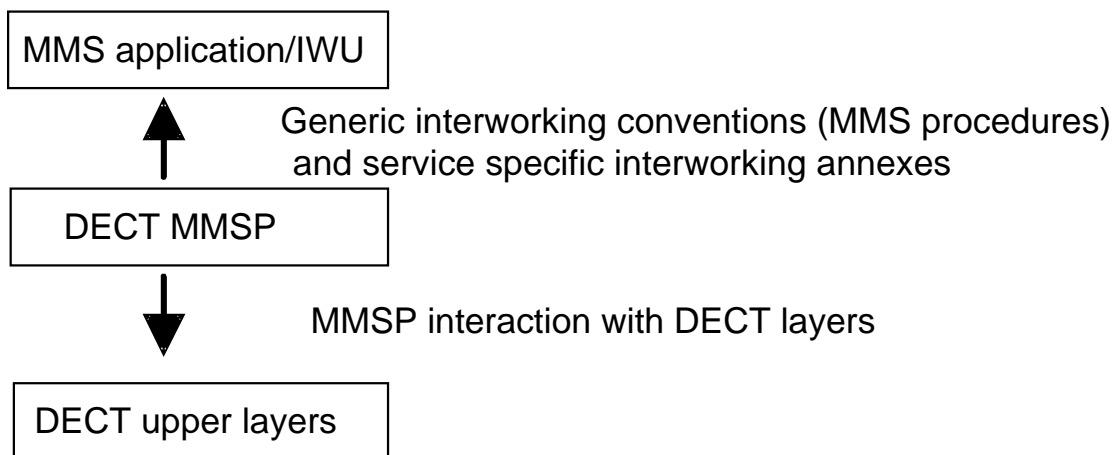 MMS application/IWU
Generic interworking conventions (MMS procedures)
and service specific interworking annexes
DECT MMSP
MMSP interaction with DECT layers
DECT upper layers